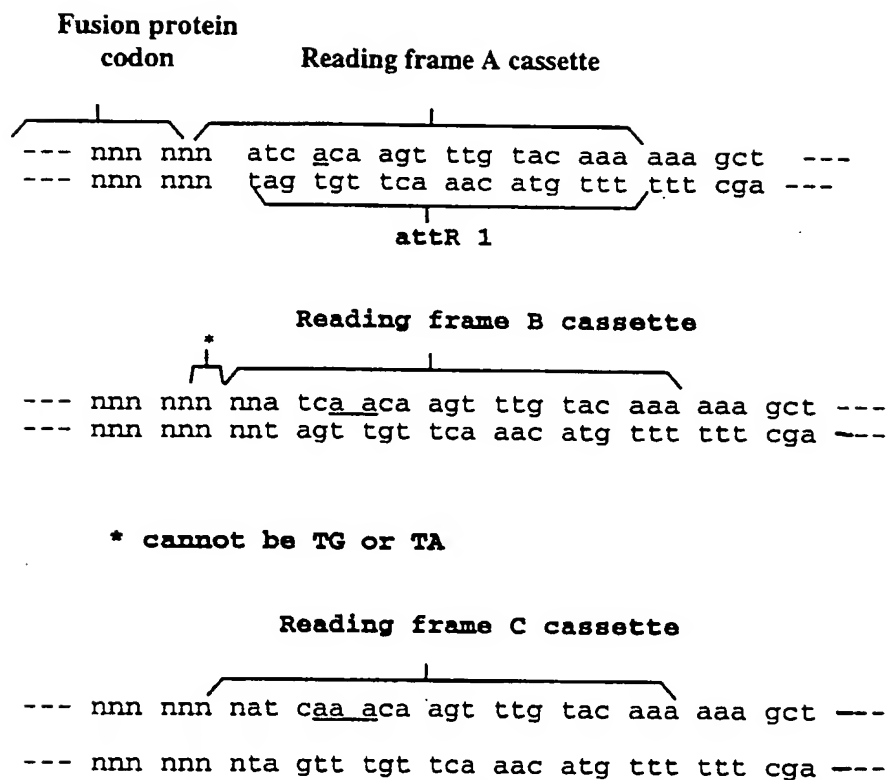 Fusion protein
codon
Reading frame A cassette
--- nnn nnn atc aca agt ttg tac aaa aaa gct ---
--- nnn nnn tag tgt tca aac atg ttt ttt cga ---
attR 1
Reading frame B cassette
*
--- nnn nnn nna tca aca agt ttg tac aaa aaa gct ---
--- nnn nnn nnt agt tgt tca aac atg ttt ttt cga ---
* cannot be TG or TA
Reading frame C cassette
--- nnn nnn nat caa aca agt ttg tac aaa aaa gct ---
--- nnn nnn nta gtt tgt tca aac atg ttt ttt cga ---